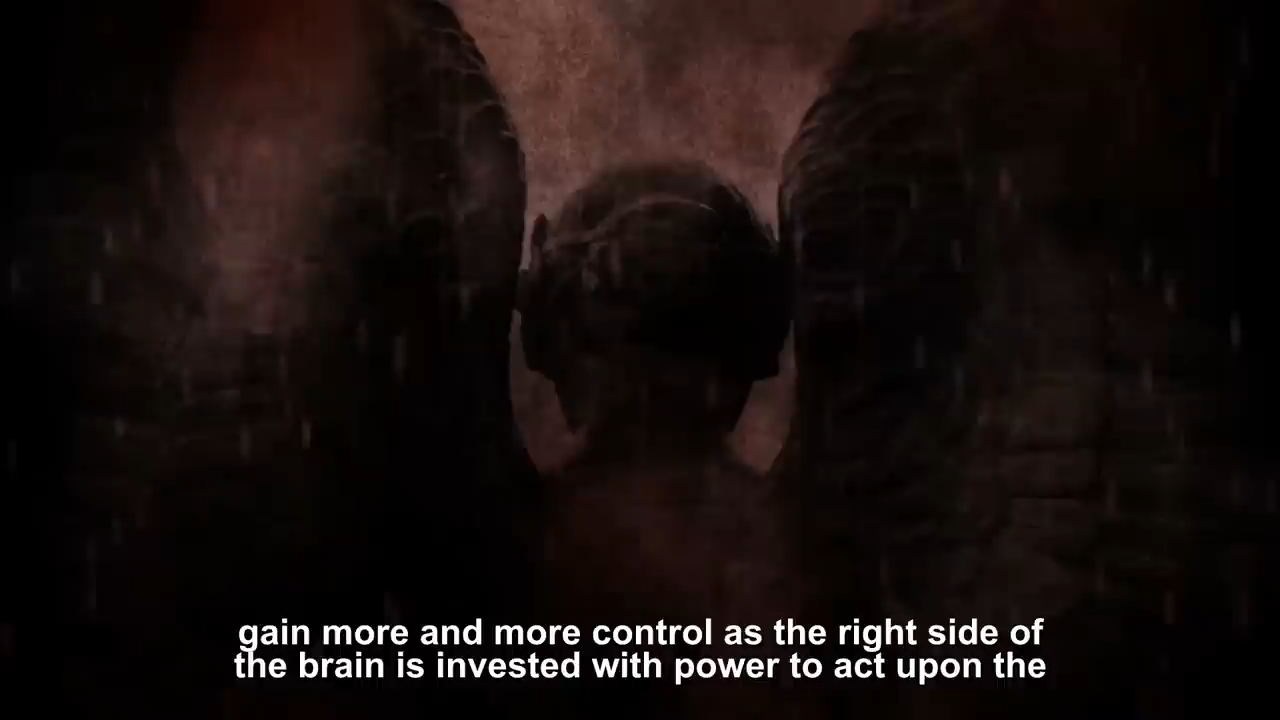 gain more and more control as the right side of
the brain is invested with power to act upon the